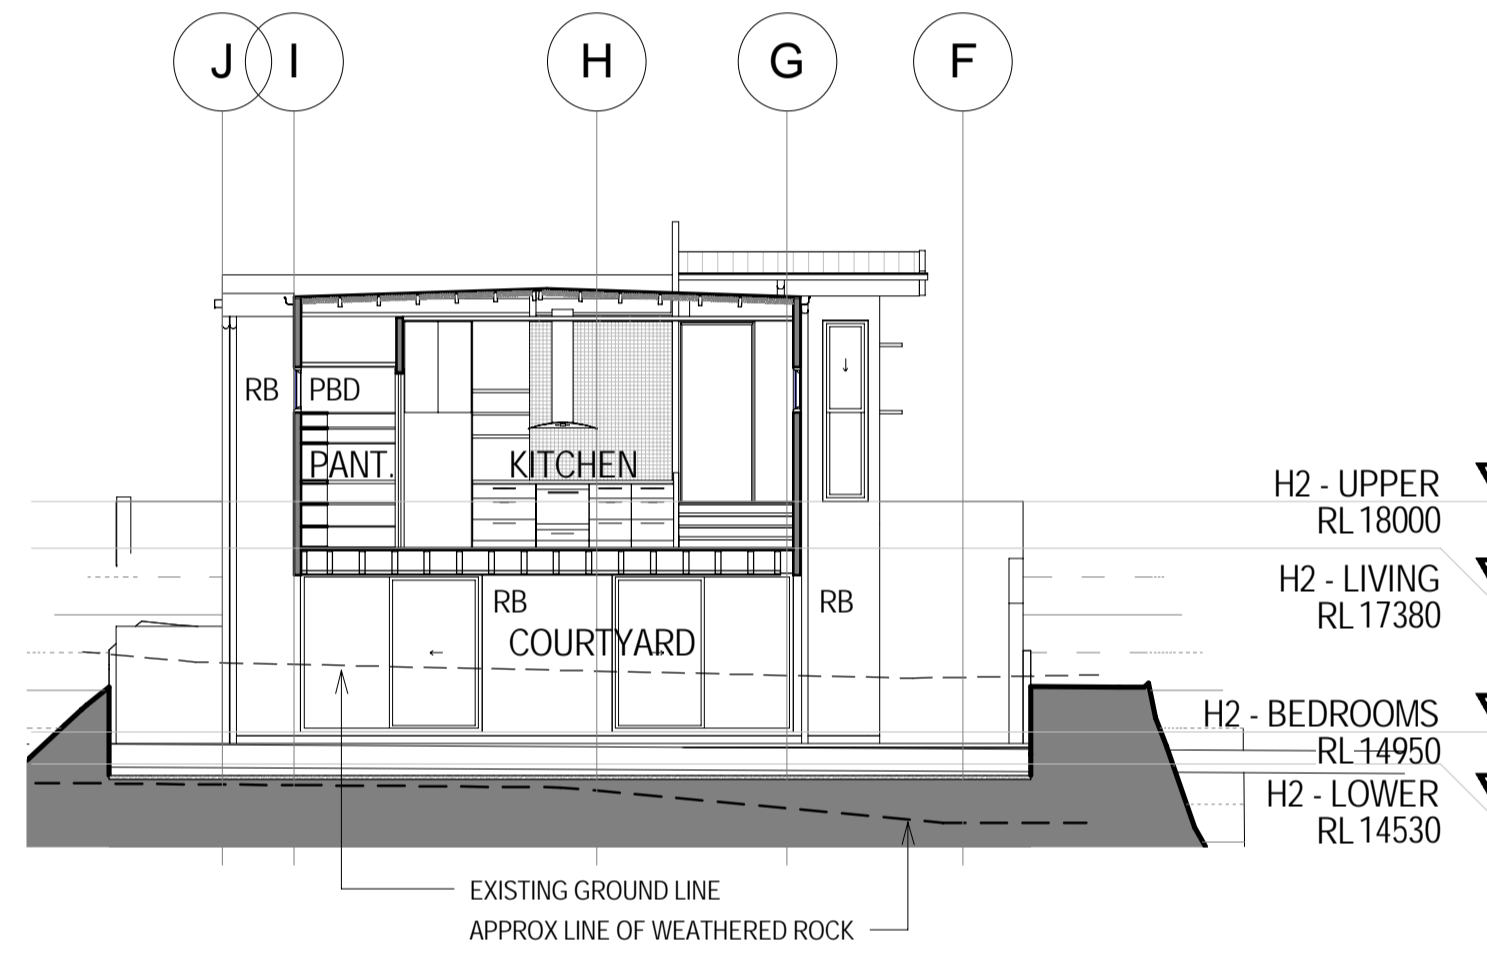 J I H G F
RB PBD
PANT. KITCHEN
H2 - UPPER
RL 18000
H2 - LIVING
RL 17380
RB RB
COURTYARD
H2 - BEDROOMS
RL 14950
H2 - LOWER
RL 14530
EXISTING GROUND LINE
APPROX LINE OF WEATHERED ROCK